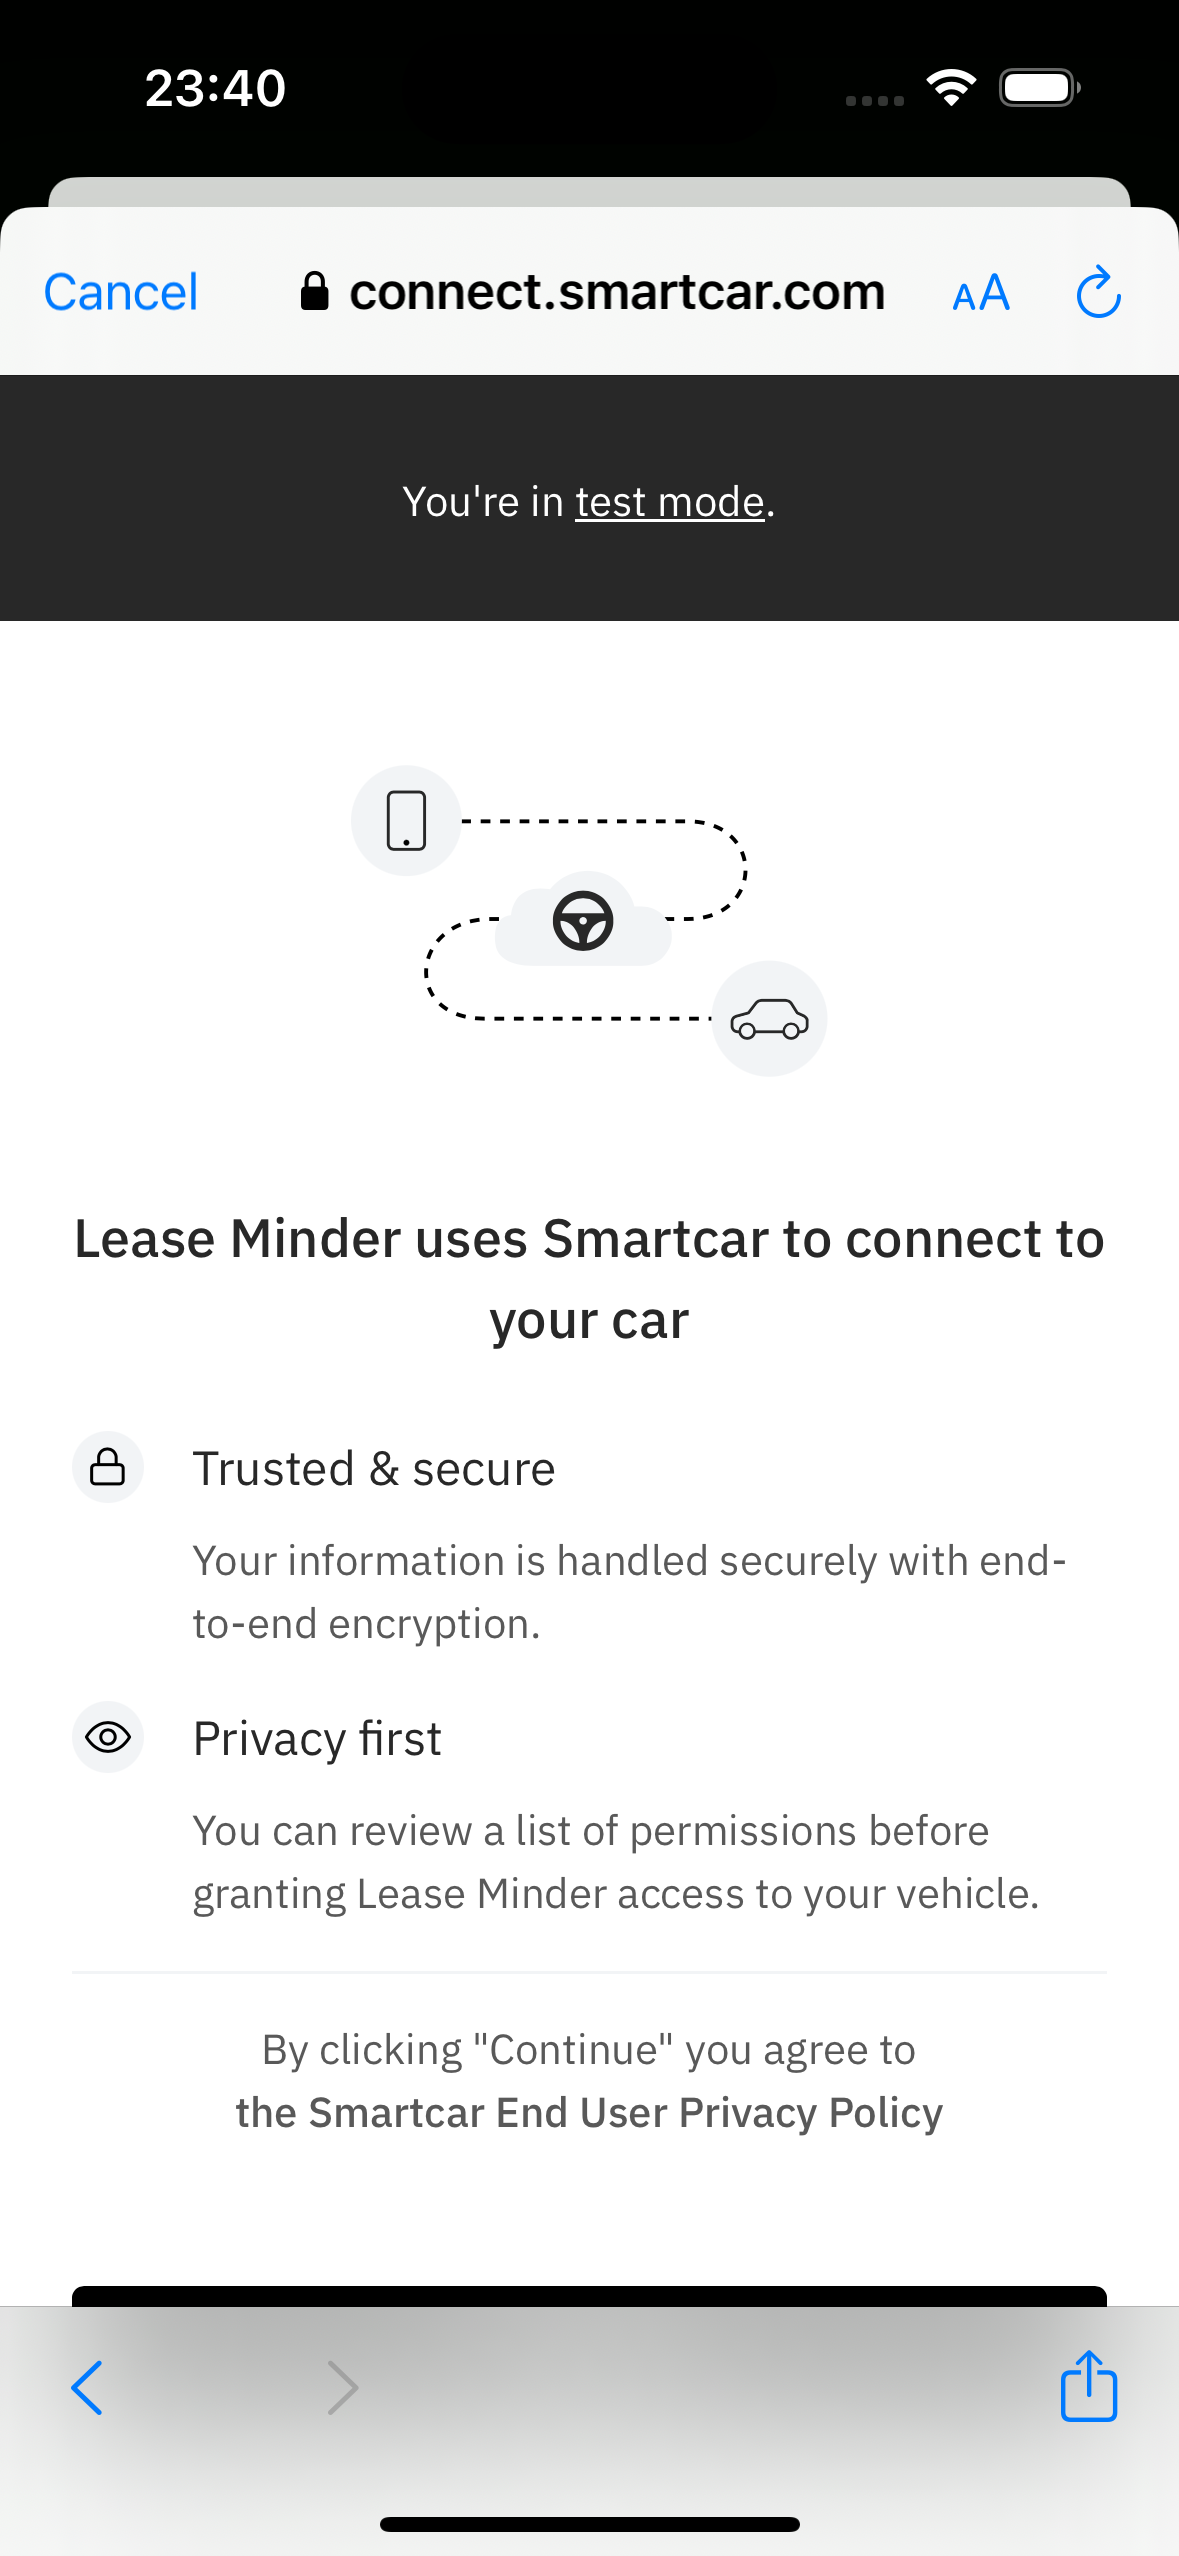 23:40
Cancel
connect.smartcar.com
AA
You're in test mode.
Lease Minder uses Smartcar to connect to
your car
Trusted & secure
Your information is handled securely with end-
to-end encryption.
Privacy first
You can review a list of permissions before
granting Lease Minder access to your vehicle.
By clicking "Continue" you agree to
the Smartcar End User Privacy Policy